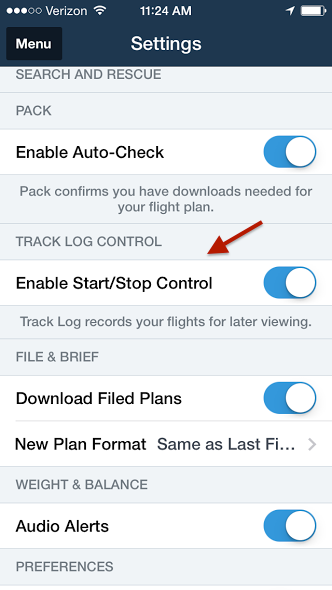 Verizon 11:24 AM
Menu Settings
SEARCH AND RESCUE
PACK
Enable Auto-Check
Pack confirms you have downloads needed for
your flight plan.
TRACK LOG CONTROL
Enable Start/Stop Control
Track Log records your flights for later viewing.
FILE & BRIEF
Download Filed Plans
New Plan Format Same as Last Fi...
WEIGHT & BALANCE
Audio Alerts
PREFERENCES